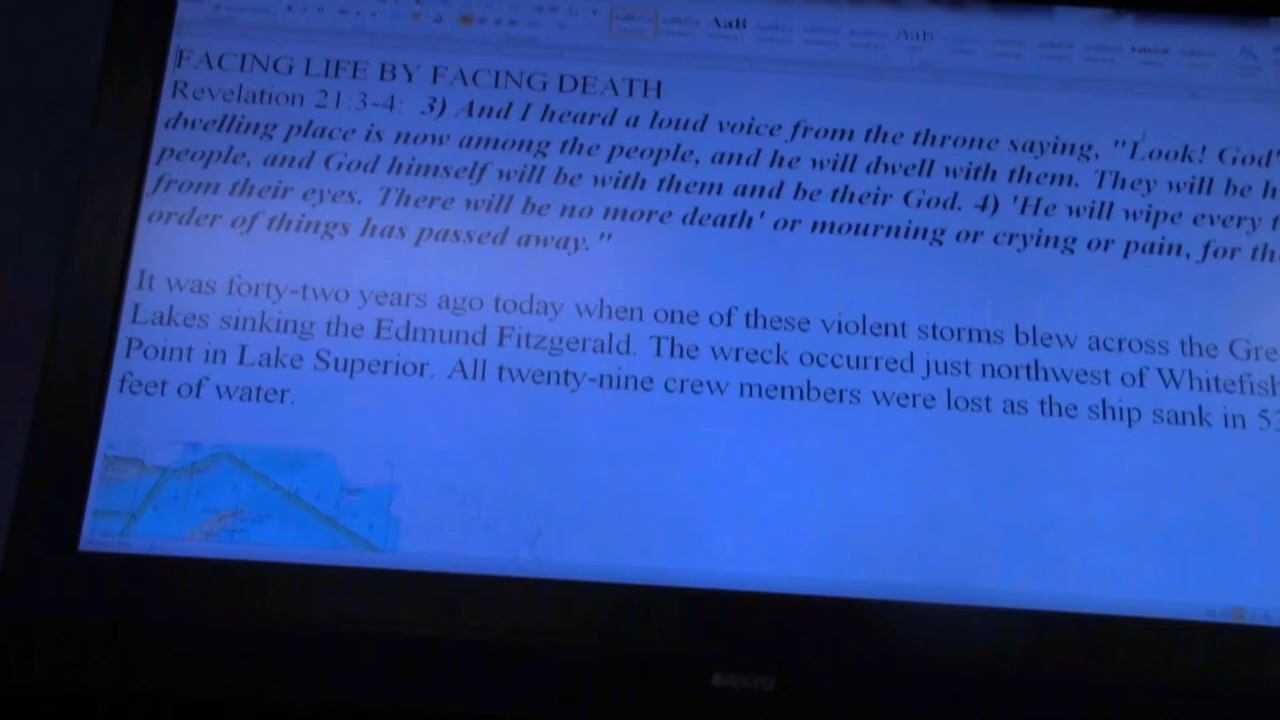 AaB
Aab
FACING LIFE BY FACING DEATH
Revelation 21:3-4: 3) And I heard a loud voice from the throne saying, "Look! God'
dwelling place is now among the people, and he will dwell with them. They will be h
people, and God himself will be with them and be their God. 4) 'He will wipe every t
from their eyes. There will be no more death' or mourning or crying or pain, for th
order of things has passed away."
It was forty-two years ago today when one of these violent storms blew across the Gre
Lakes sinking the Edmund Fitzgerald. The wreck occurred just northwest of Whitefish
Point in Lake Superior. All twenty-nine crew members were lost as the ship sank in 53
feet of water.
SANYO